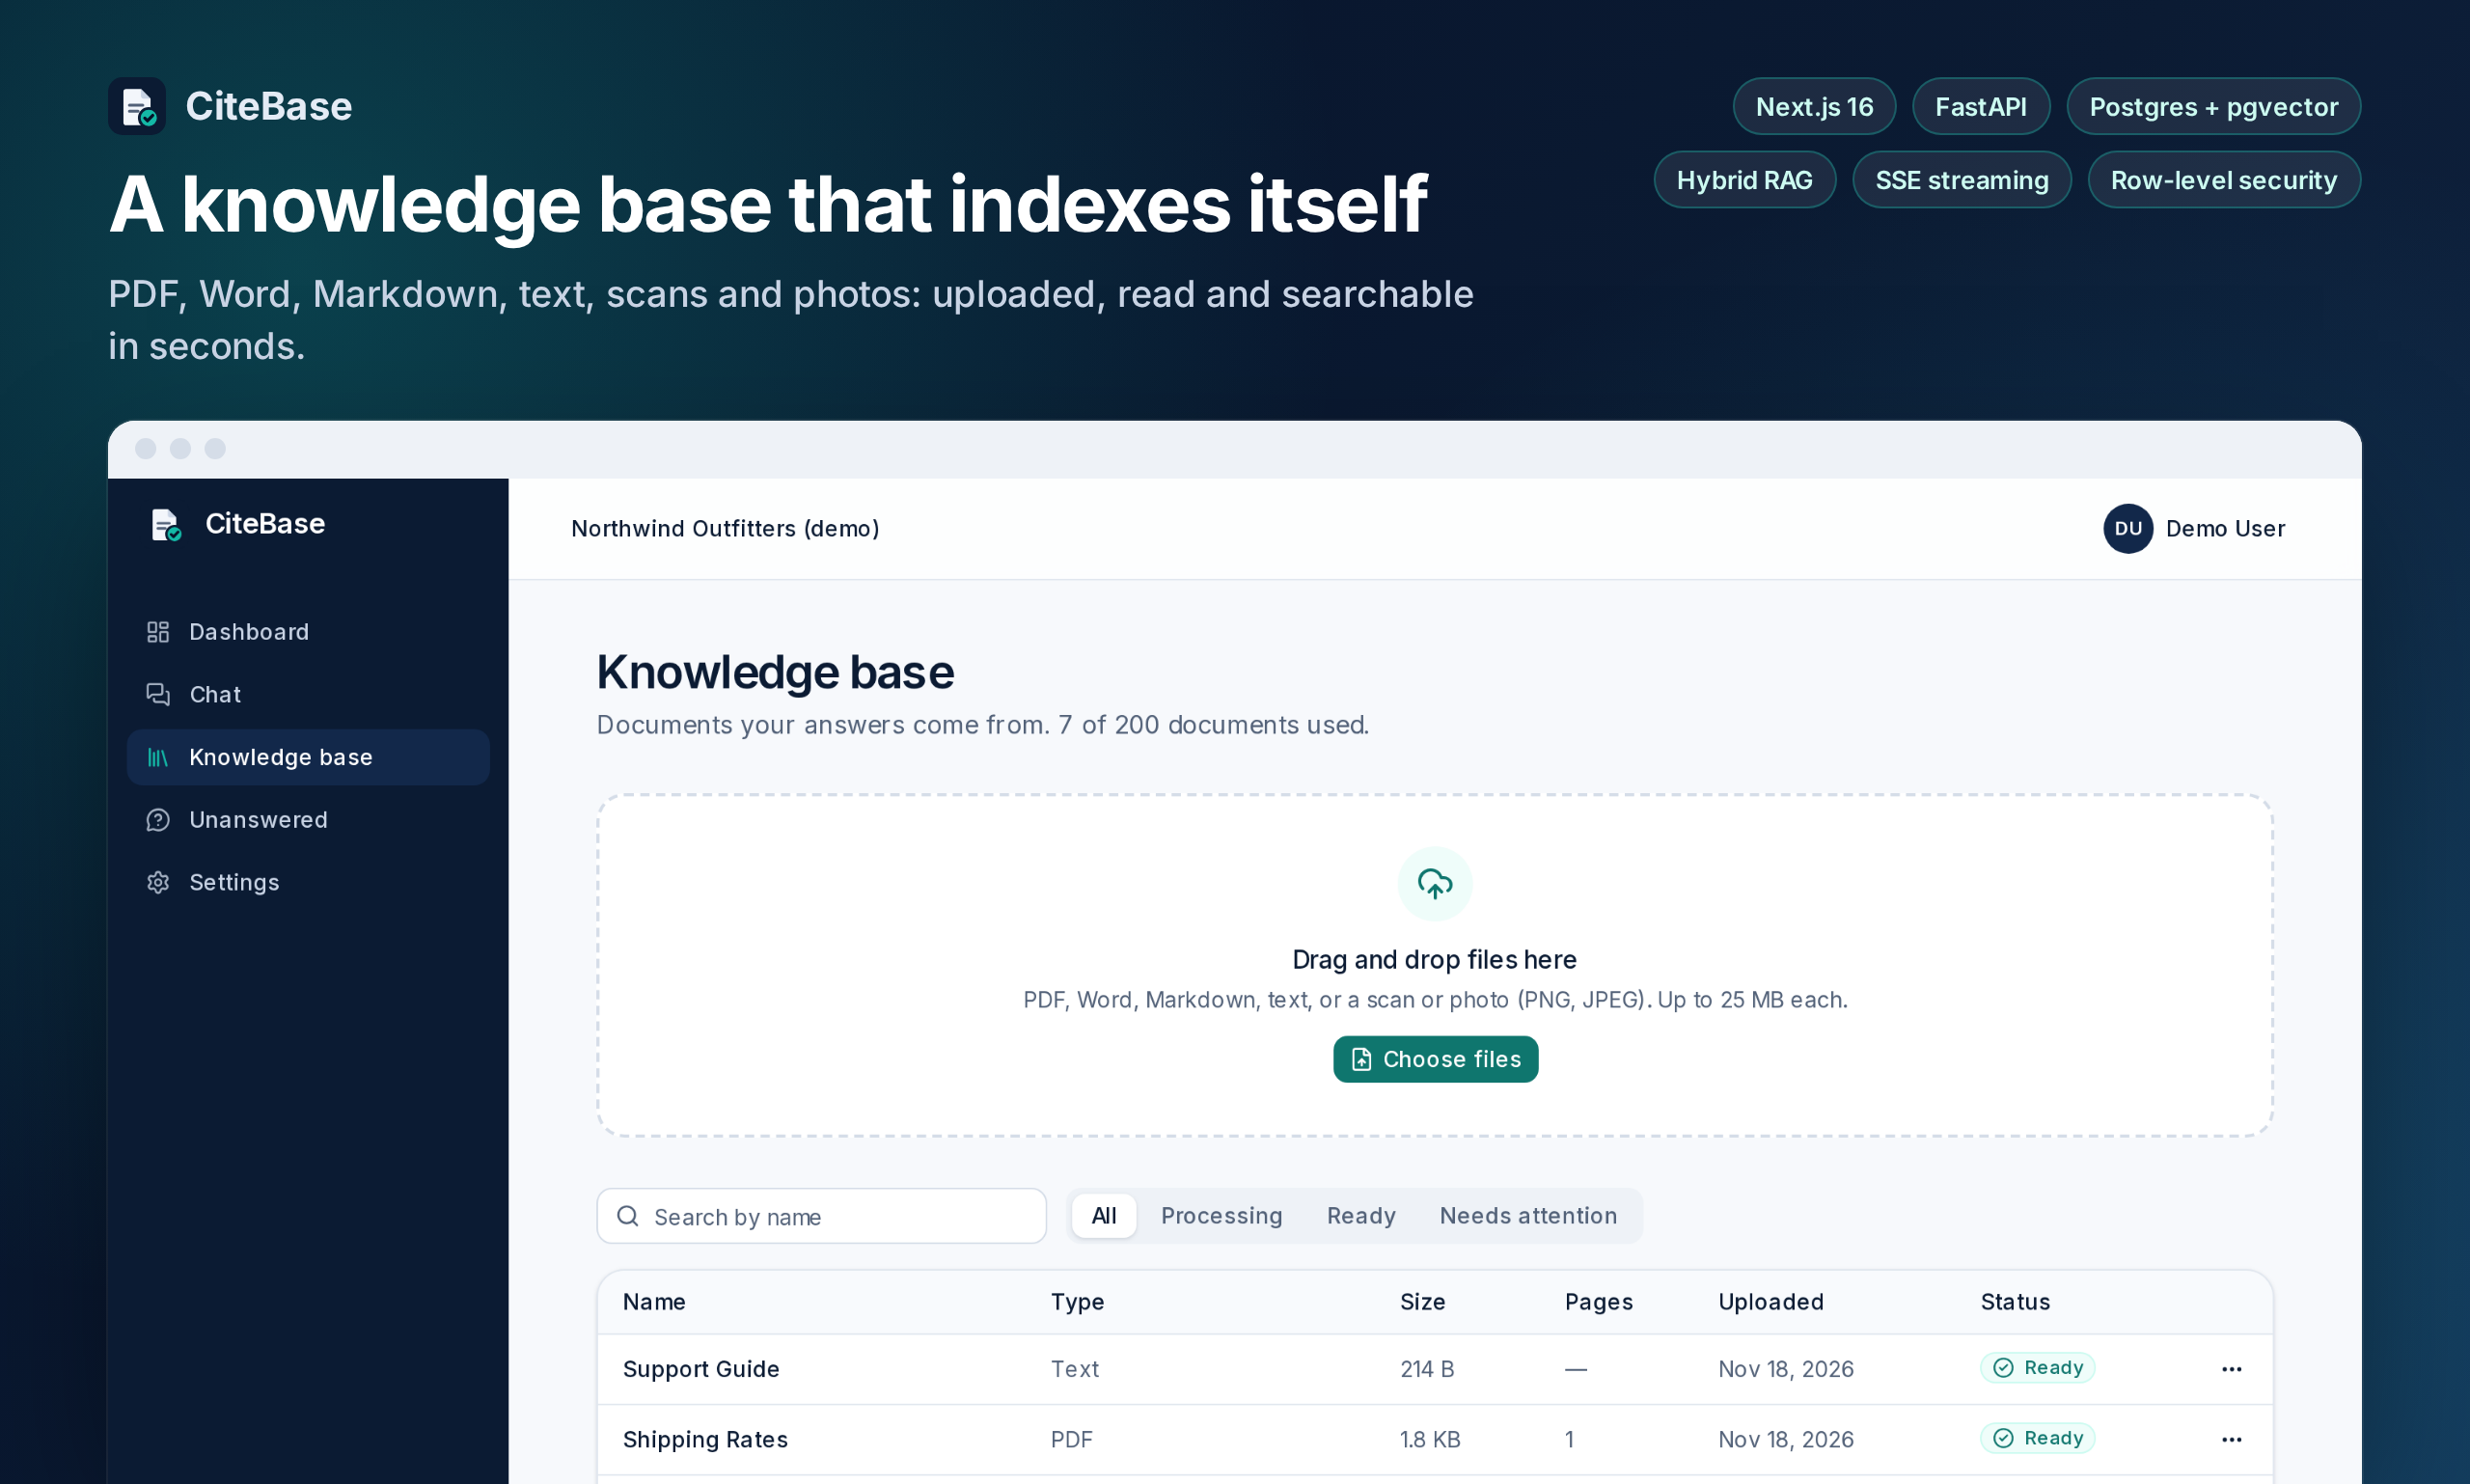 CiteBase
Next.js 16
FastAPI
Postgres + pgvector
Hybrid RAG
SSE streaming
Row-level security
A knowledge base that indexes itself
PDF, Word, Markdown, text, scans and photos: uploaded, read and searchable
in seconds.
CiteBase
Dashboard
Chat
Knowledge base
Unanswered
Settings
Northwind Outfitters (demo)
DU Demo User
Knowledge base
Documents your answers come from. 7 of 200 documents used.
Drag and drop files here
PDF, Word, Markdown, text, or a scan or photo (PNG, JPEG). Up to 25 MB each.
Choose files
Search by name
All Processing Ready Needs attention
Name Type Size Pages Uploaded Status
Support Guide Text 214 B — Nov 18, 2026 Ready
Shipping Rates PDF 1.8 KB 1 Nov 18, 2026 Ready